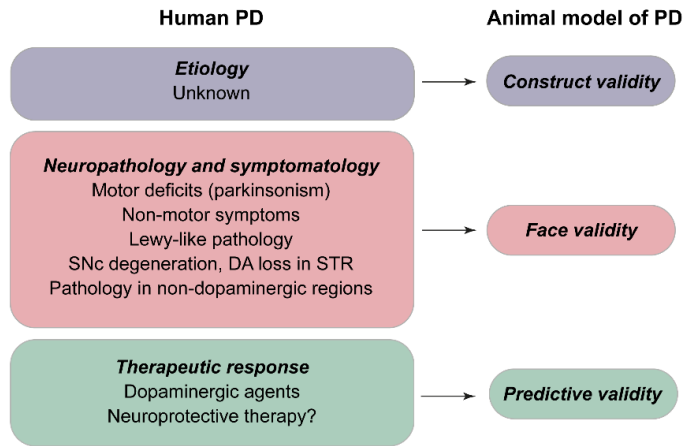 Human PD
Animal model of PD
Etiology
Unknown
Construct validity
Neuropathology and symptomatology
Motor deficits (parkinsonism)
Non-motor symptoms
Lewy-like pathology
SNc degeneration, DA loss in STR
Pathology in non-dopaminergic regions
Face validity
Therapeutic response
Dopaminergic agents
Neuroprotective therapy?
Predictive validity